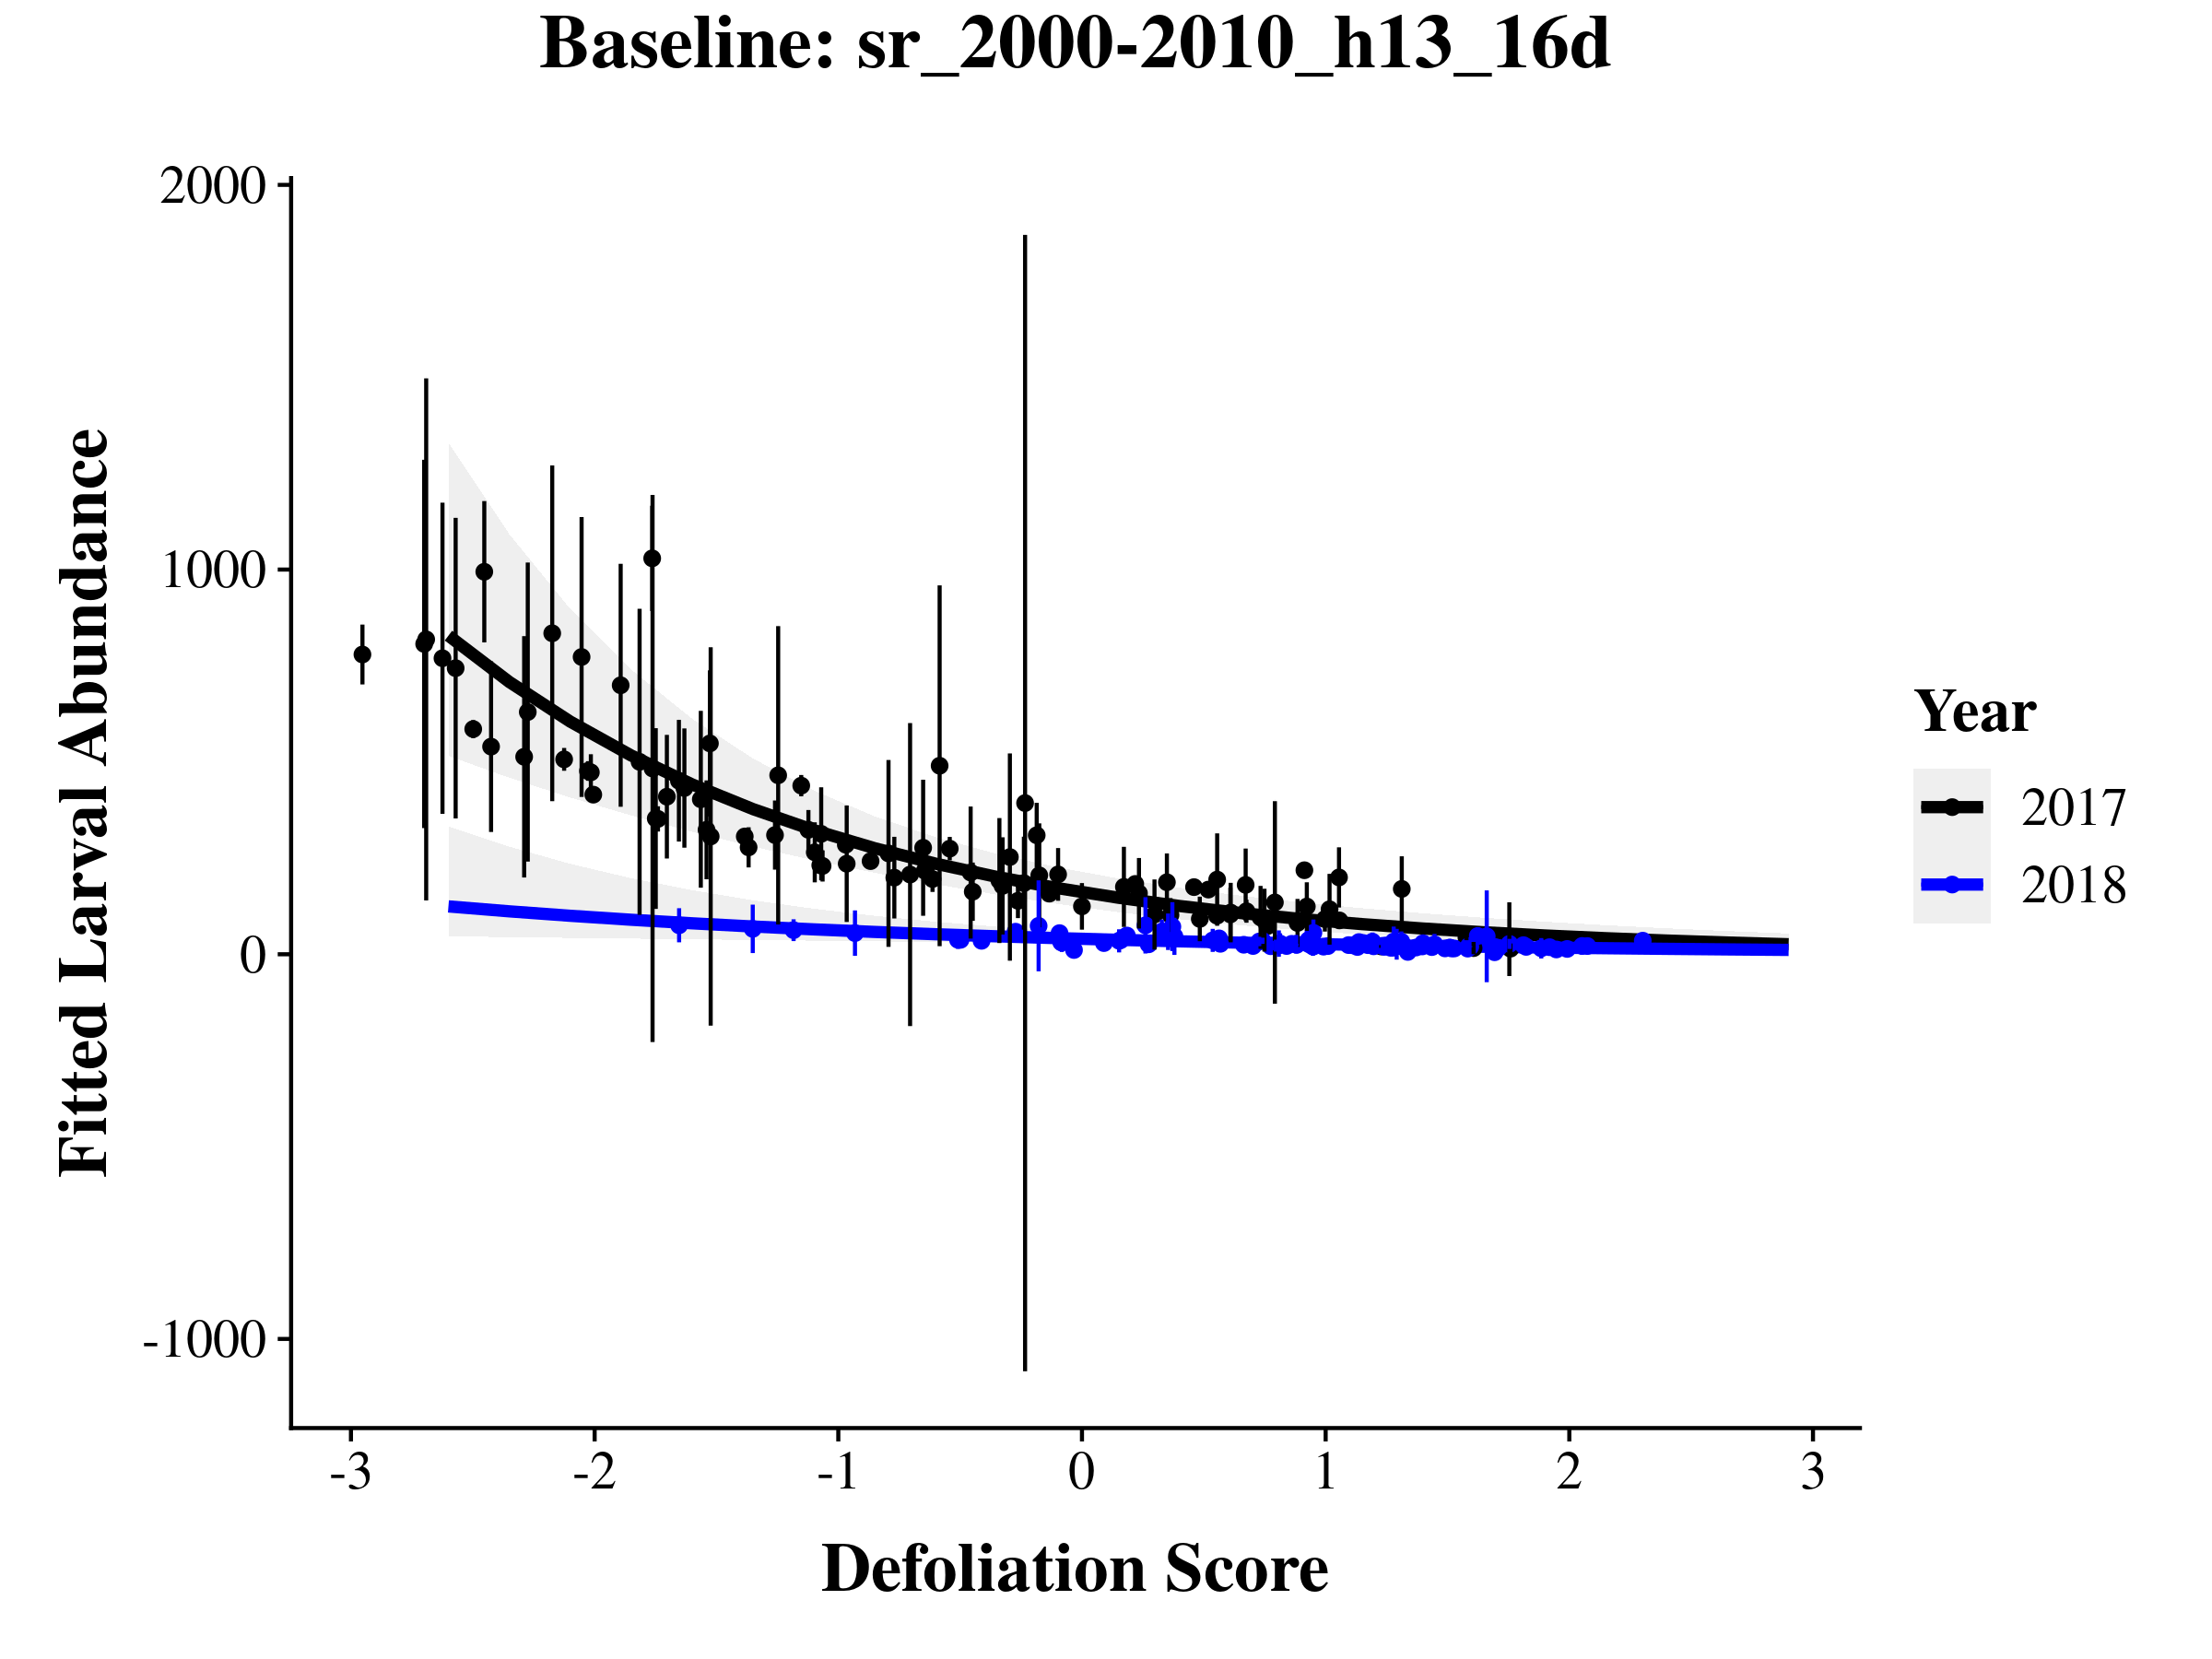 Baseline: sr_2000-2010_h13_16d
Fitted Larval Abundance
2000
1000
0
-1000
-3 -2 -1 0 1 2 3
Defoliation Score
Year
2017
2018